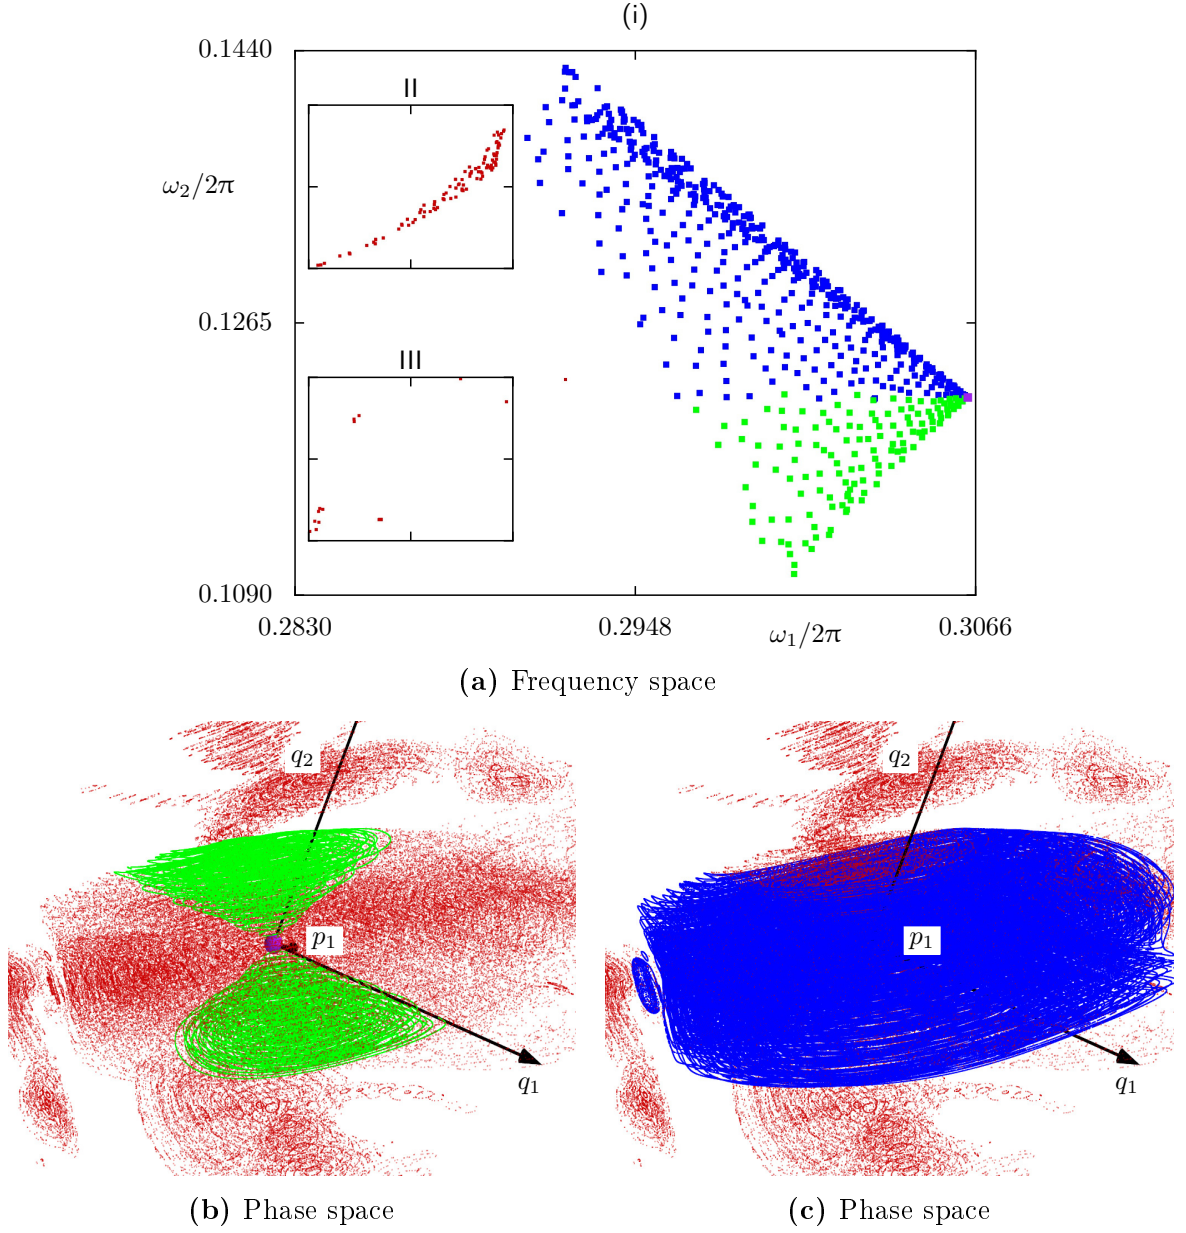 (i)
0.1440
II
ω₂/2π
0.1265
III
0.1090
0.2830
0.2948
ω₁/2π
0.3066
(a) Frequency space
q₂
p₁
q₁
q₂
p₁
q₁
(b) Phase space
(c) Phase space